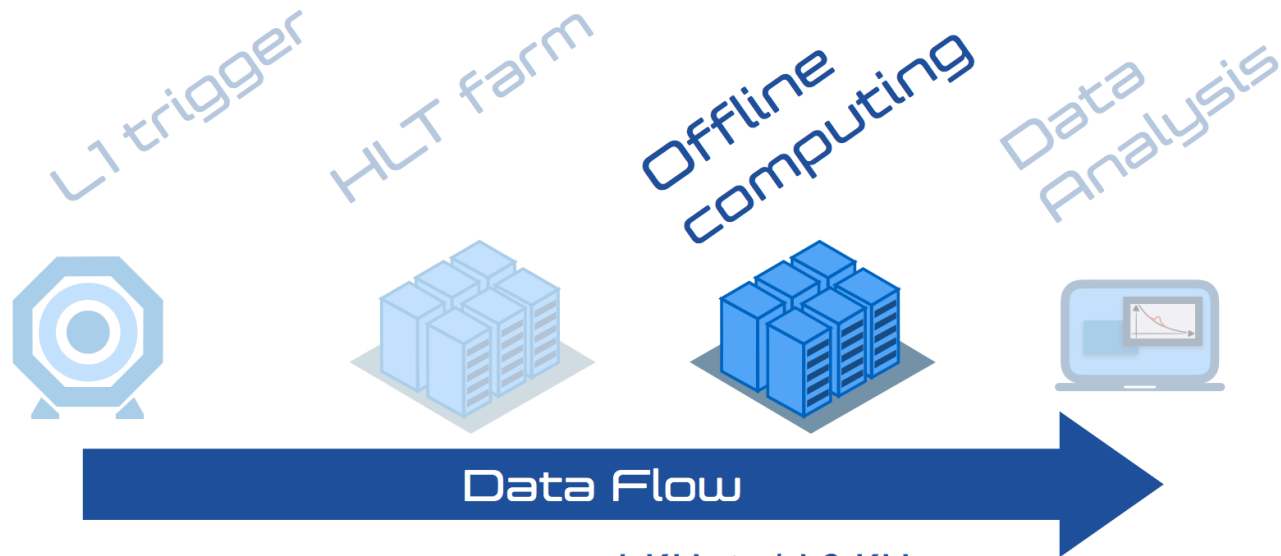 L1 trigger
HLT farm
Offline
computing
Data
Analysis
Data Flow